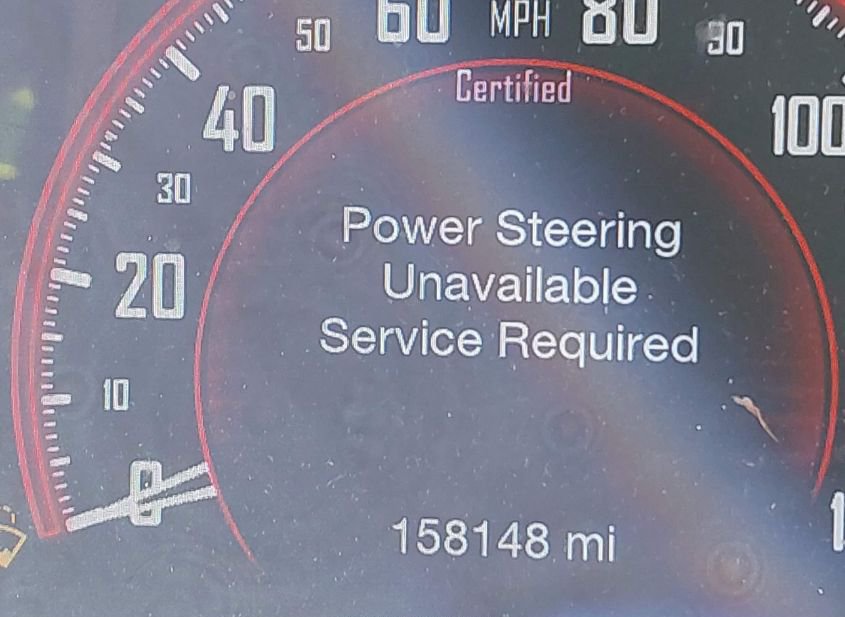 50 60 MPH 80 90
Certified
40 100
30
Power Steering
20 Unavailable
Service Required
10
0
158148 mi